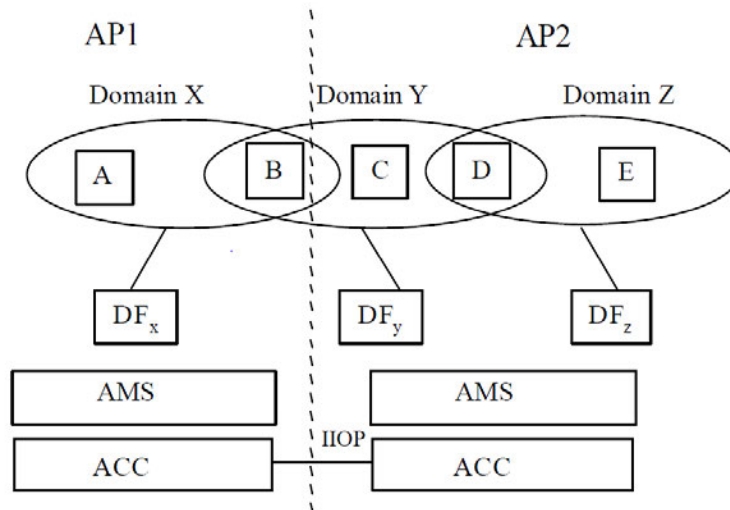 AP1 AP2
Domain X Domain Y Domain Z
A B C D E
DFx DFy DFz
AMS AMS
IIOP
ACC ACC